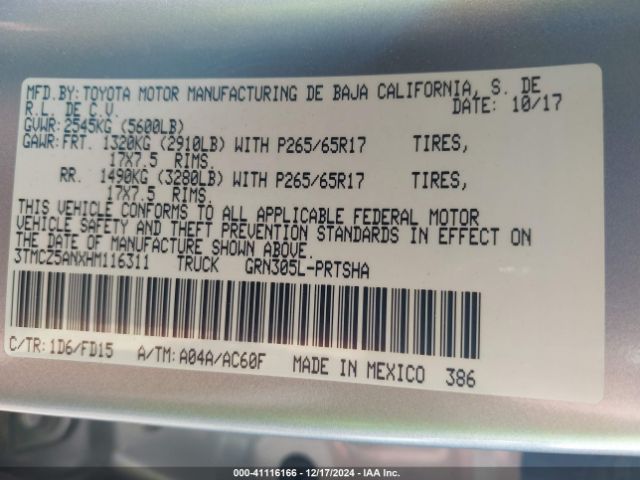 MFD.BY:TOYOTA MOTOR MANUFACTURING DE BAJA CALIFORNIA, S. DE
R.L. DE C.V. DATE: 10/17
GVWR:2545KG (5600LB)
GAWR:FRT. 1320KG (2910LB) WITH P265/65R17 TIRES,
17X7.5 RIMS.
RR. 1490KG (3280LB) WITH P265/65R17 TIRES,
17X7.5 RIMS.
THIS VEHICLE CONFORMS TO ALL APPLICABLE FEDERAL MOTOR
VEHICLE SAFETY AND THEFT PREVENTION STANDARDS IN EFFECT ON
THE DATE OF MANUFACTURE SHOWN ABOVE.
3TMCZ5ANXHM116311 TRUCK GRN305L-PRTSHA
C/TR:1D6/FD15 A/TM:A04A/AC60F MADE IN MEXICO 386
000-41116166 - 12/17/2024 - IAA Inc.